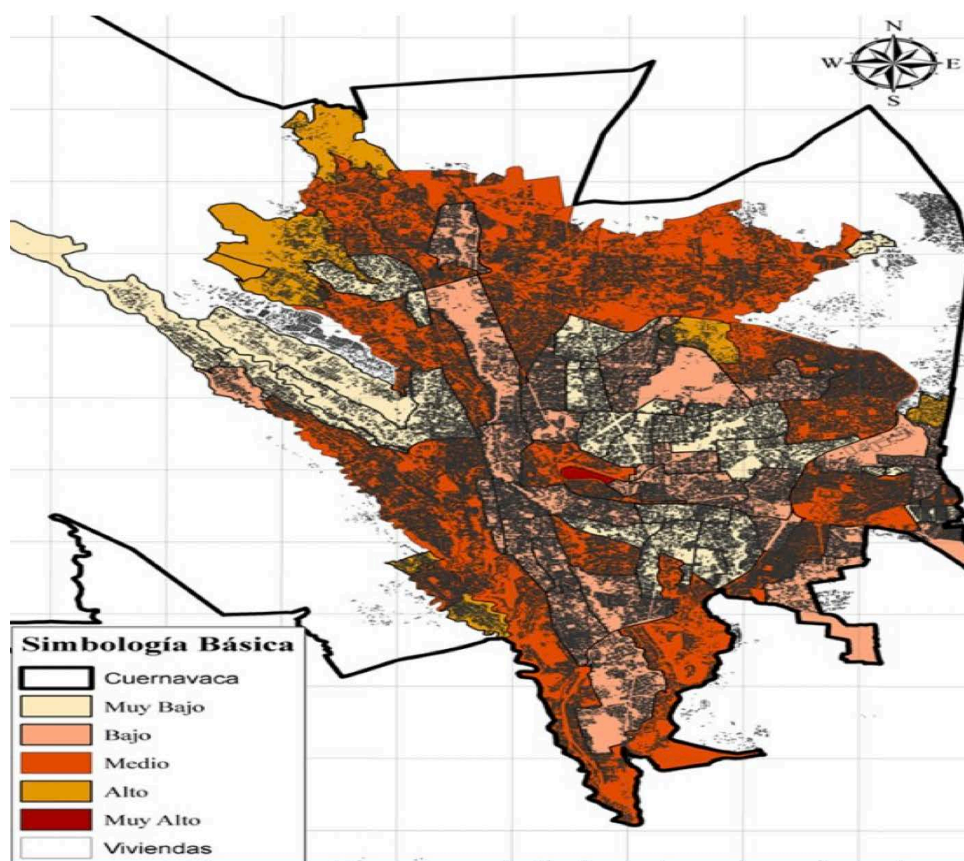 N
W E
S
Simbología Básica
Cuernavaca
Muy Bajo
Bajo
Medio
Alto
Muy Alto
Viviendas